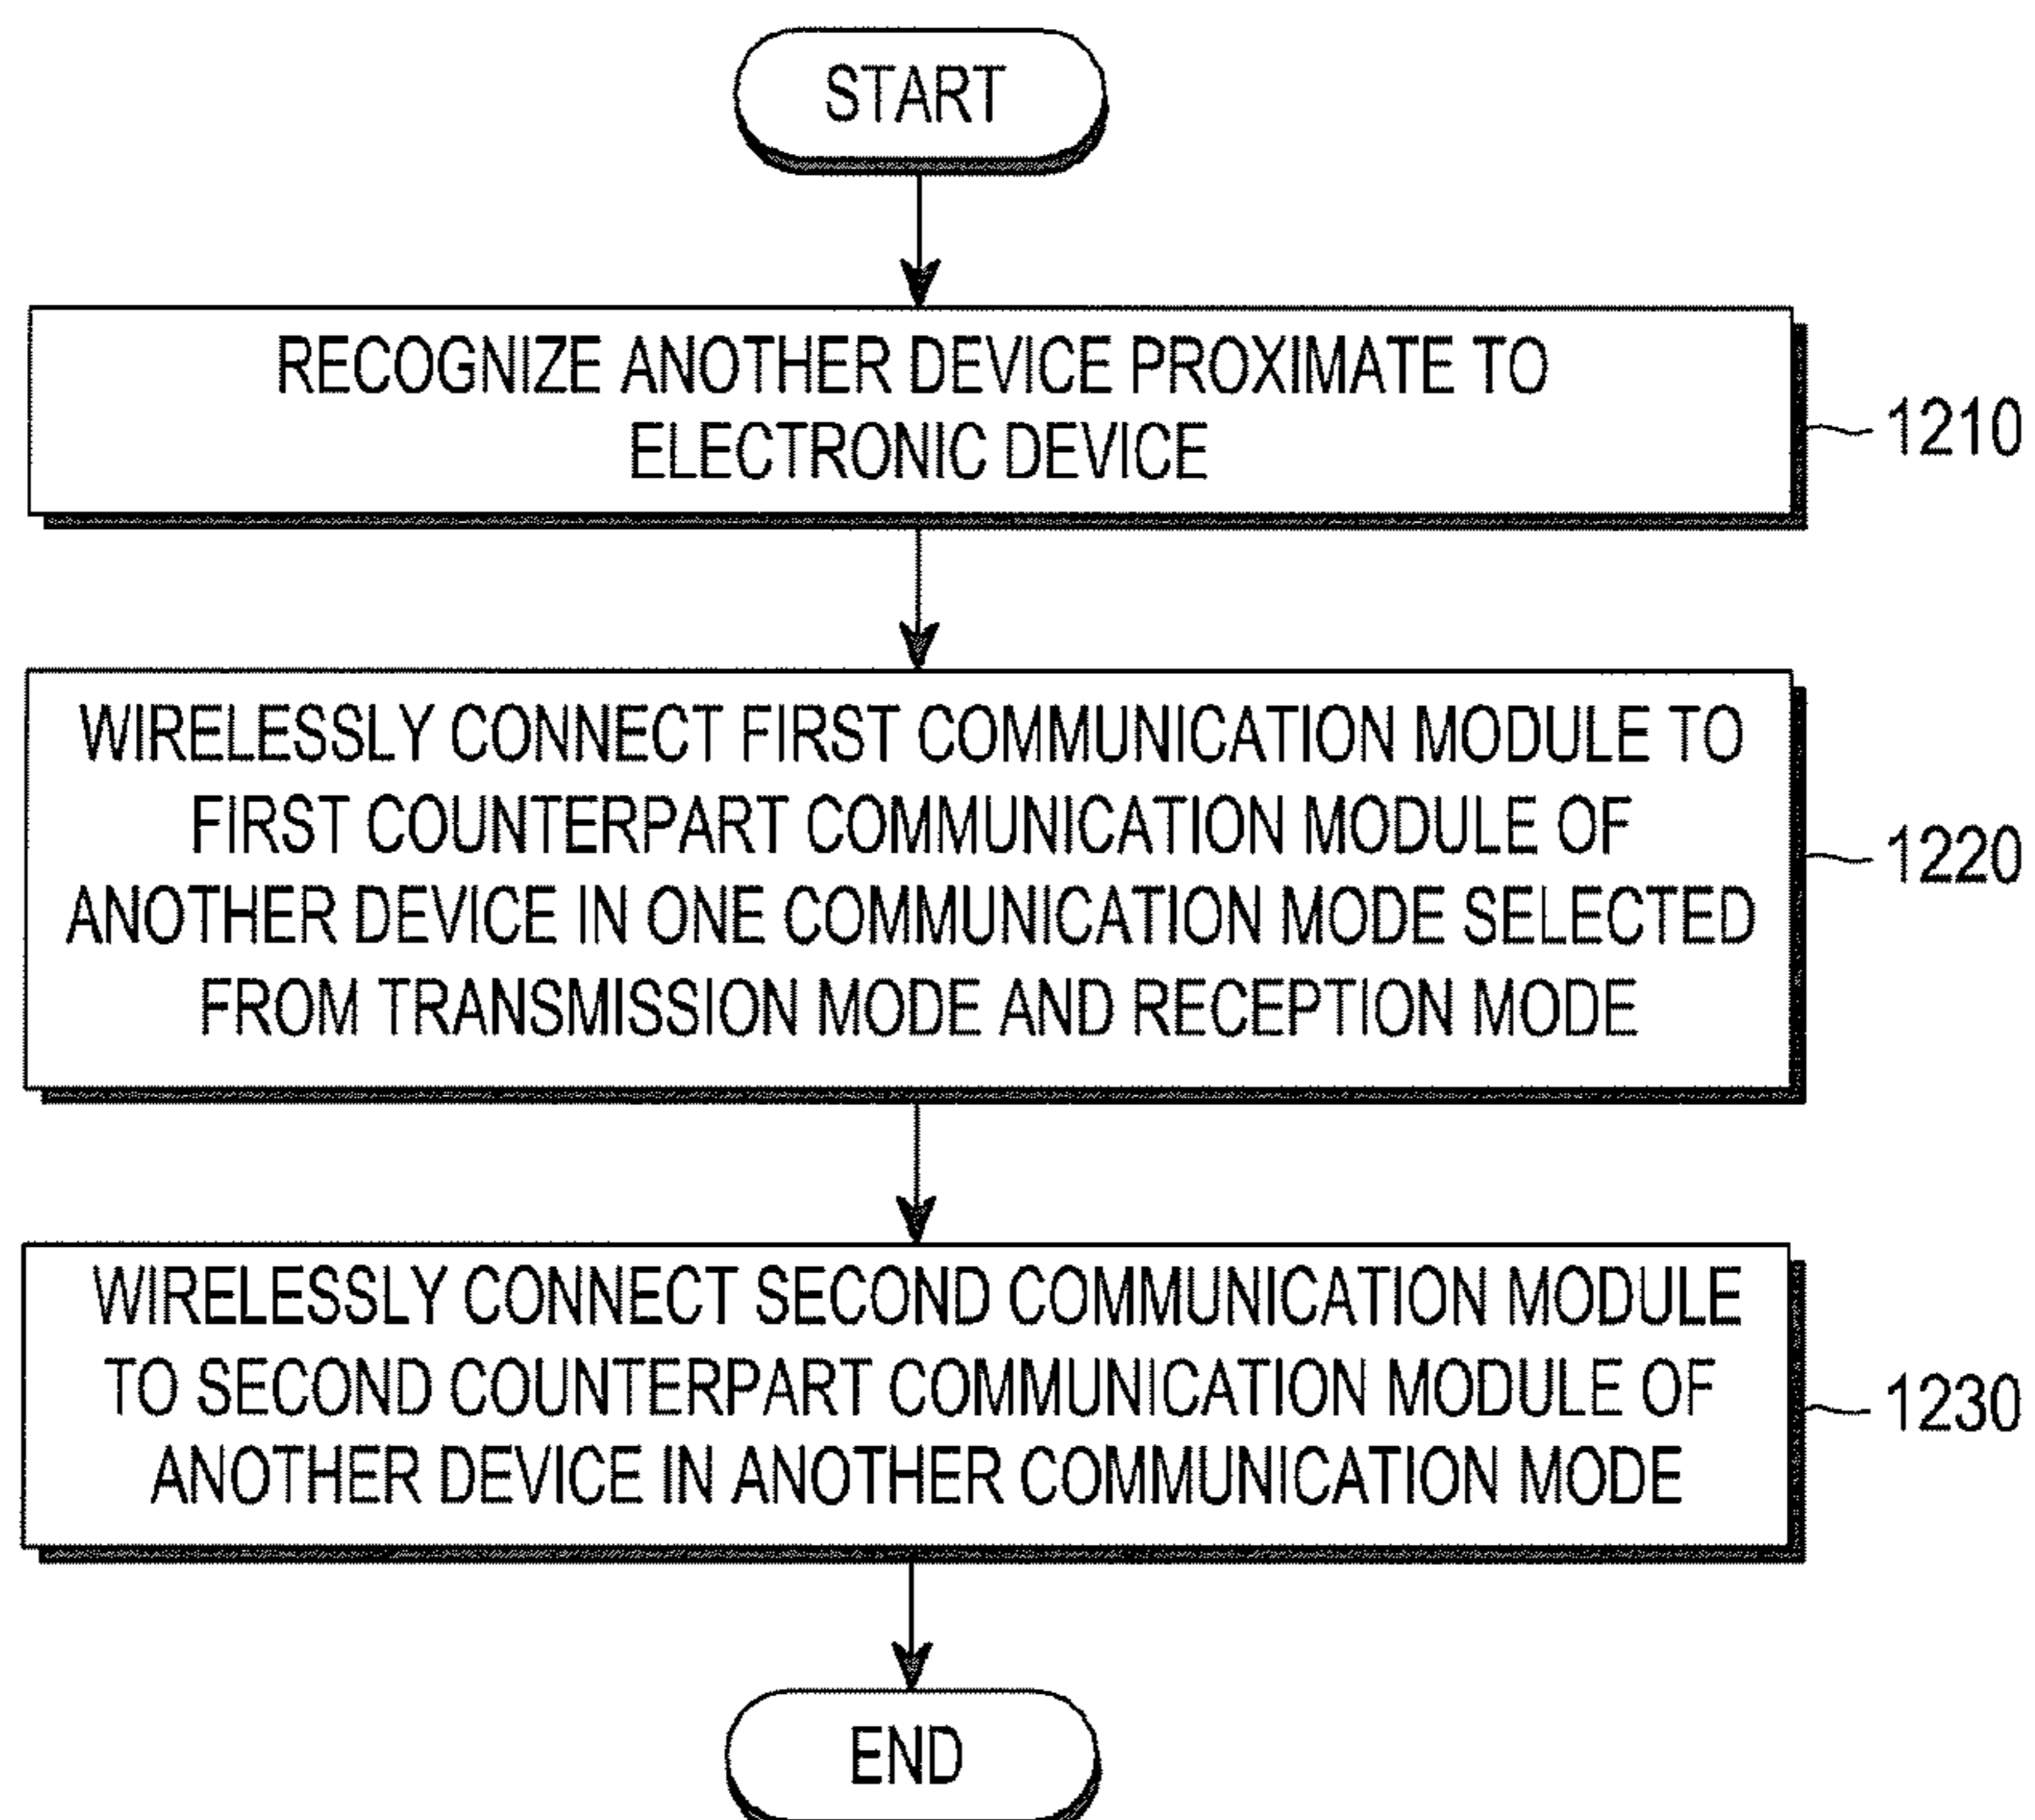 START
RECOGNIZE ANOTHER DEVICE PROXIMATE TO
ELECTRONIC DEVICE
1210
WIRELESSLY CONNECT FIRST COMMUNICATION MODULE TO
FIRST COUNTERPART COMMUNICATION MODULE OF
ANOTHER DEVICE IN ONE COMMUNICATION MODE SELECTED
FROM TRANSMISSION MODE AND RECEPTION MODE
1220
WIRELESSLY CONNECT SECOND COMMUNICATION MODULE
TO SECOND COUNTERPART COMMUNICATION MODULE OF
ANOTHER DEVICE IN ANOTHER COMMUNICATION MODE
1230
END